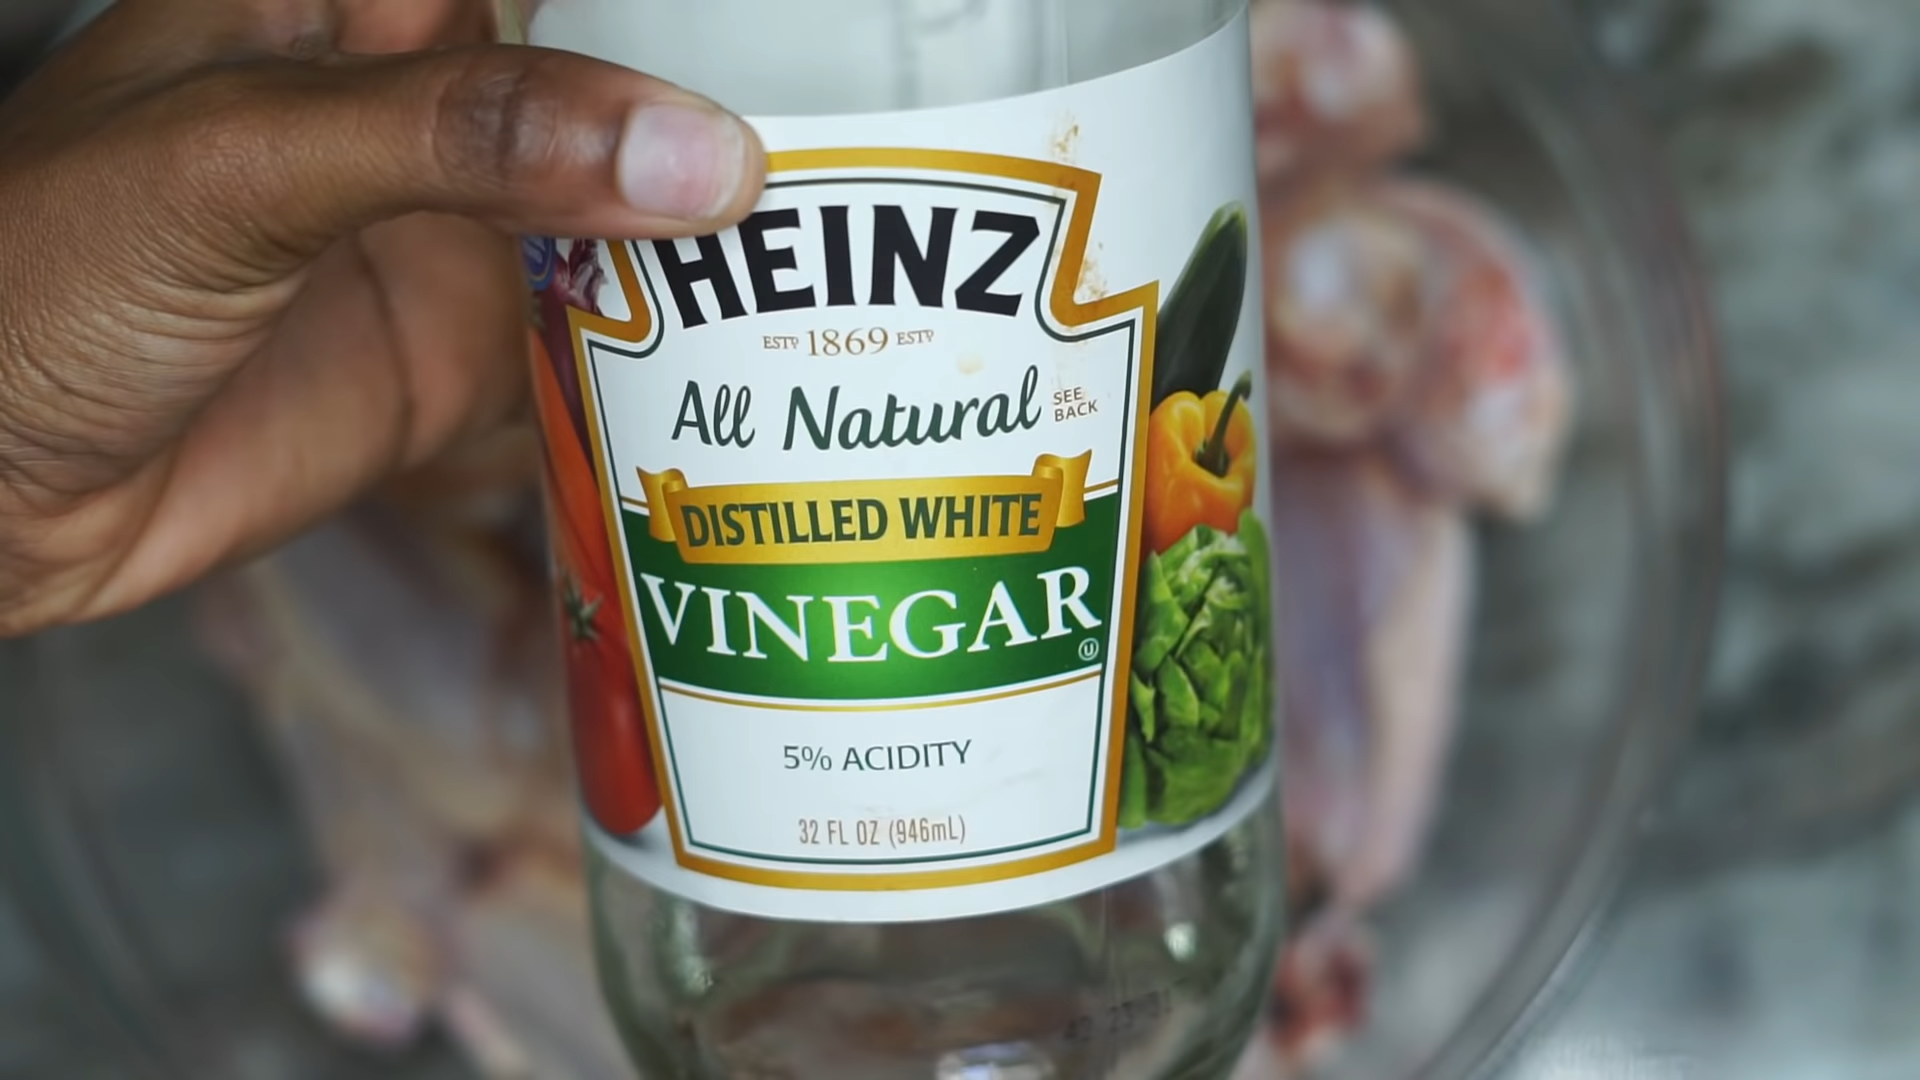 HEINZ
ESTD 1869 ESTD
All Natural
SEE
BACK
DISTILLED WHITE
VINEGAR
U
5% ACIDITY
32 FL OZ (946mL)